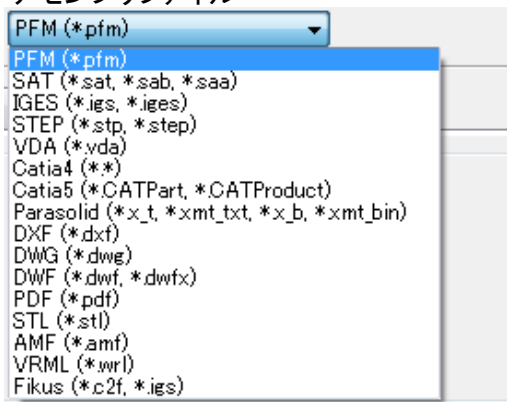 PFM (*.pfm)
PFM (*.pfm)
SAT (*.sat, *.sab, *.saa)
IGES (*.igs, *.iges)
STEP (*.stp, *.step)
VDA (*.vda)
Catia4 (*.*)
Catia5 (*.CATPart, *.CATProduct)
Parasolid (*.x_t, *.xmt_txt, *.x_b, *.xmt_bin)
DXF (*.dxf)
DWG (*.dwg)
DWF (*.dwf, *.dwfx)
PDF (*.pdf)
STL (*.stl)
AMF (*.amf)
VRML (*.wrl)
Fikus (*.c2f, *.igs)